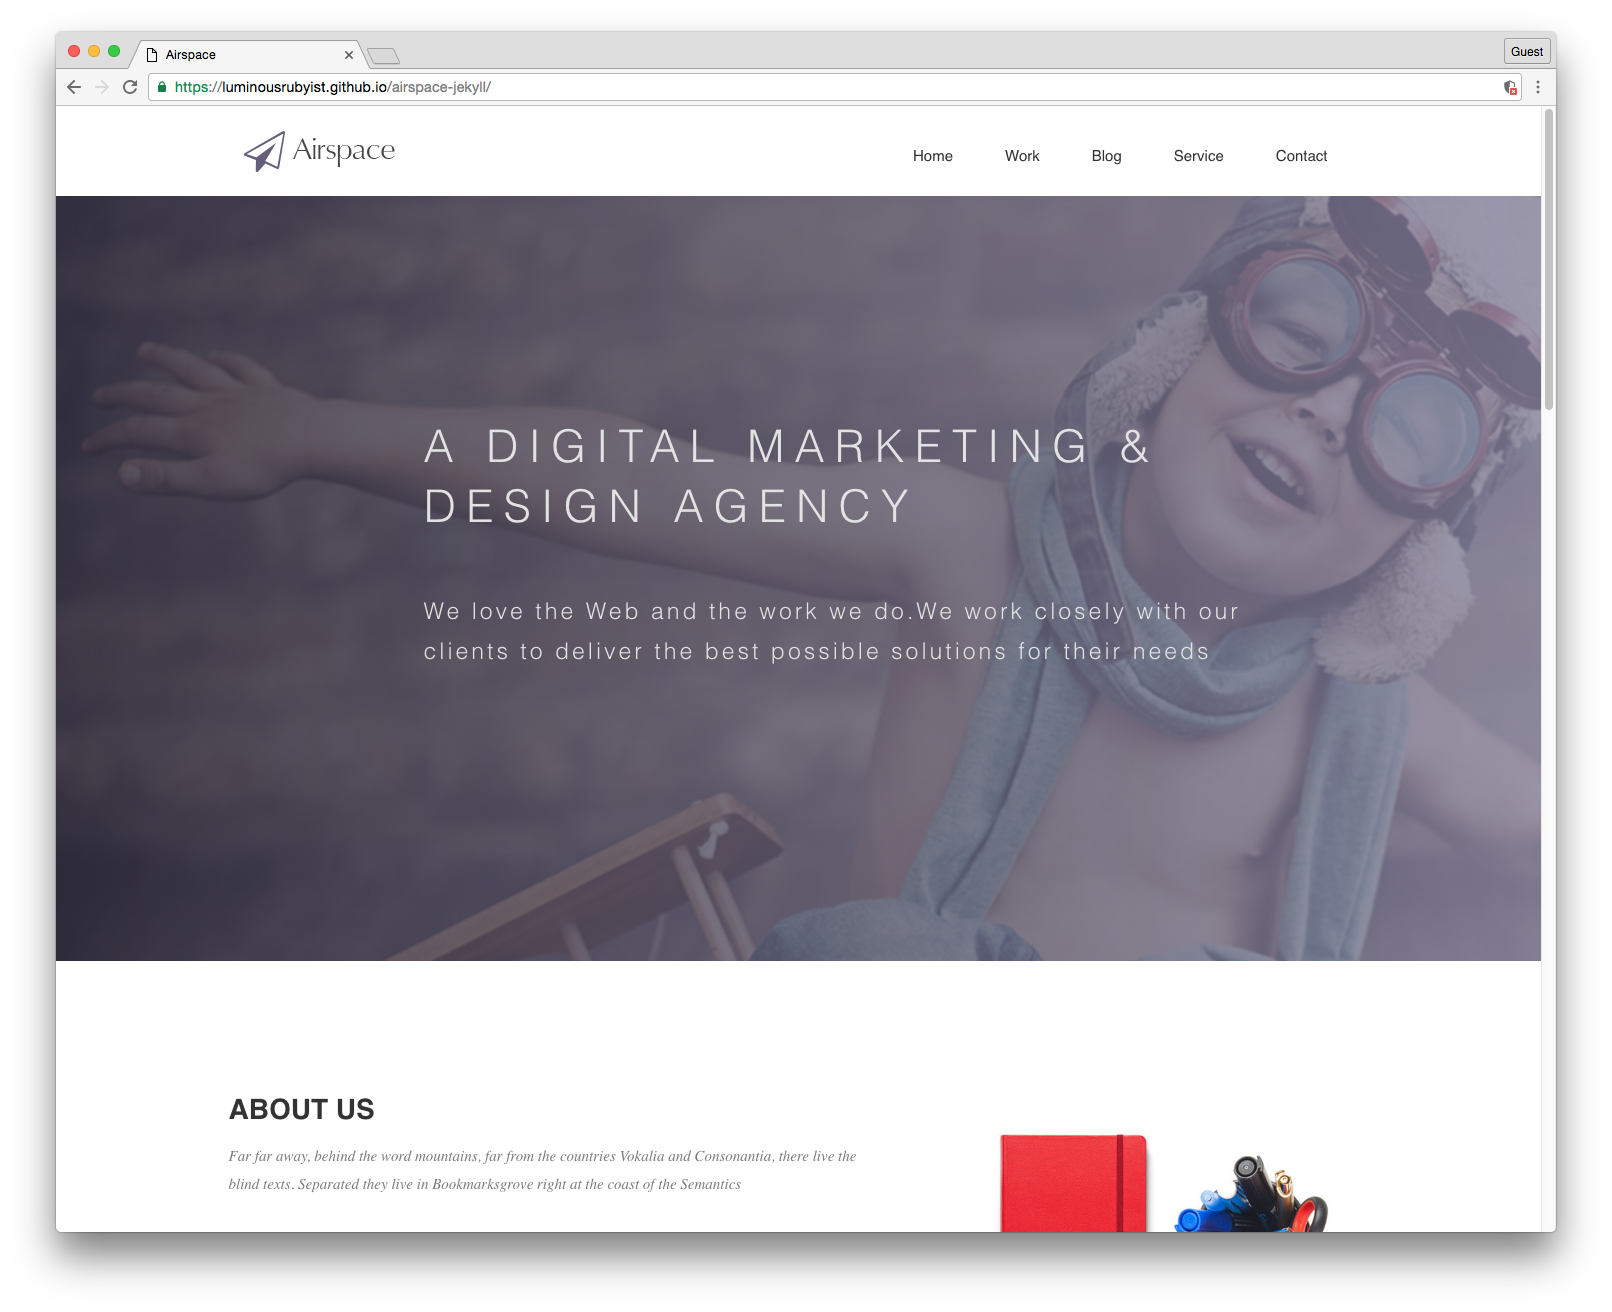 Airspace
Guest
https://luminousrubyist.github.io/airspace-jekyll/
Airspace
Home Work Blog Service Contact
A DIGITAL MARKETING &
DESIGN AGENCY
We love the Web and the work we do.We work closely with our
clients to deliver the best possible solutions for their needs
ABOUT US
Far far away, behind the word mountains, far from the countries Vokalia and Consonantia, there live the
blind texts. Separated they live in Bookmarksgrove right at the coast of the Semantics